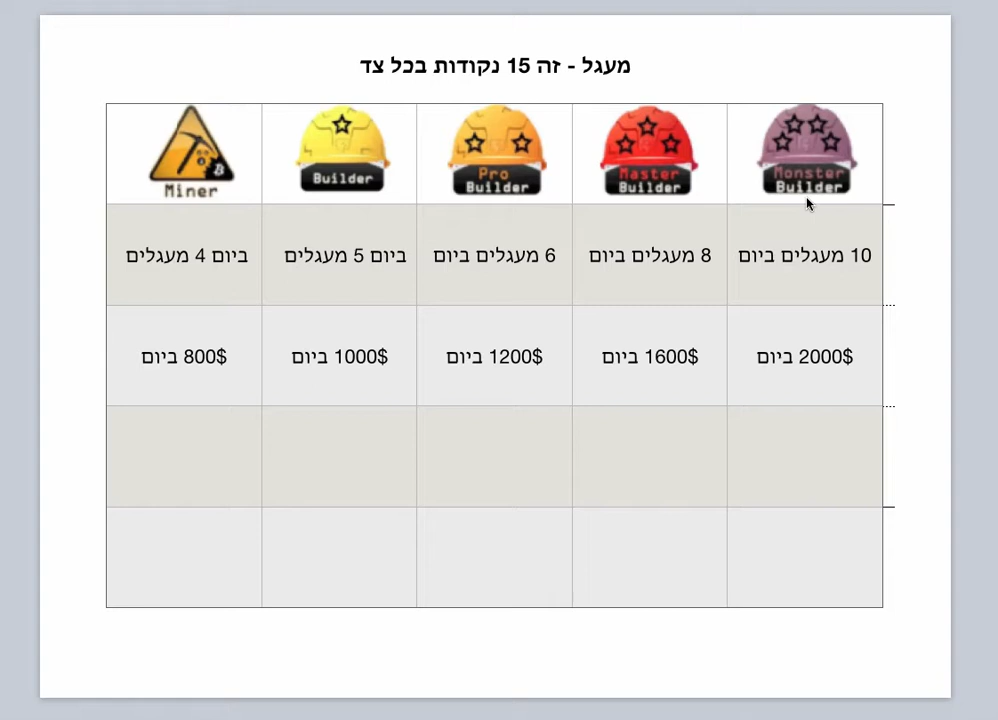 מעגל - זה 15 נקודות בכל צד
Miner
Builder
Pro Builder
Master Builder
Monster Builder
ביום 4 מעגלים
ביום 5 מעגלים
6 מעגלים ביום
8 מעגלים ביום
10 מעגלים ביום
800$ ביום
1000$ ביום
1200$ ביום
1600$ ביום
2000$ ביום